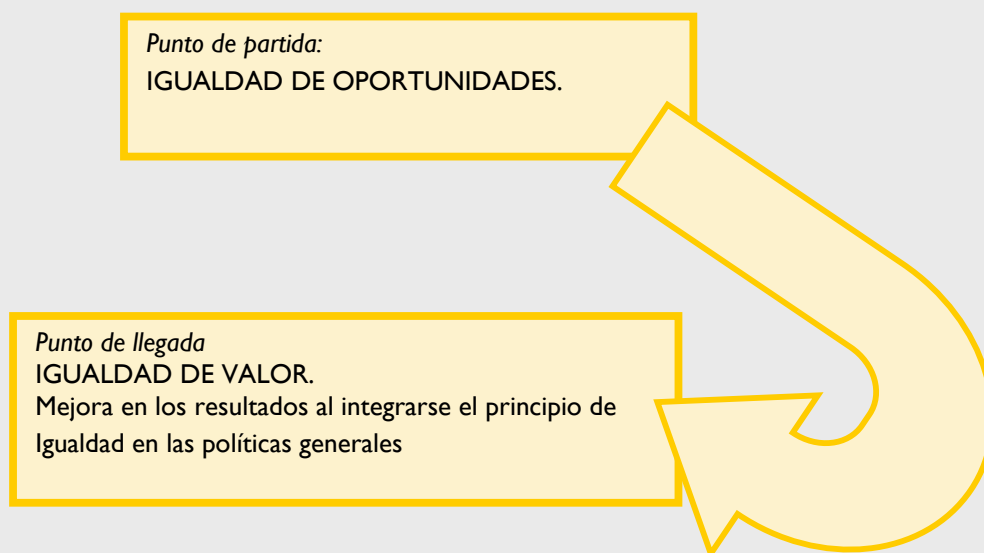 Punto de partida:
IGUALDAD DE OPORTUNIDADES.
Punto de llegada
IGUALDAD DE VALOR.
Mejora en los resultados al integrarse el principio de
Igualdad en las políticas generales